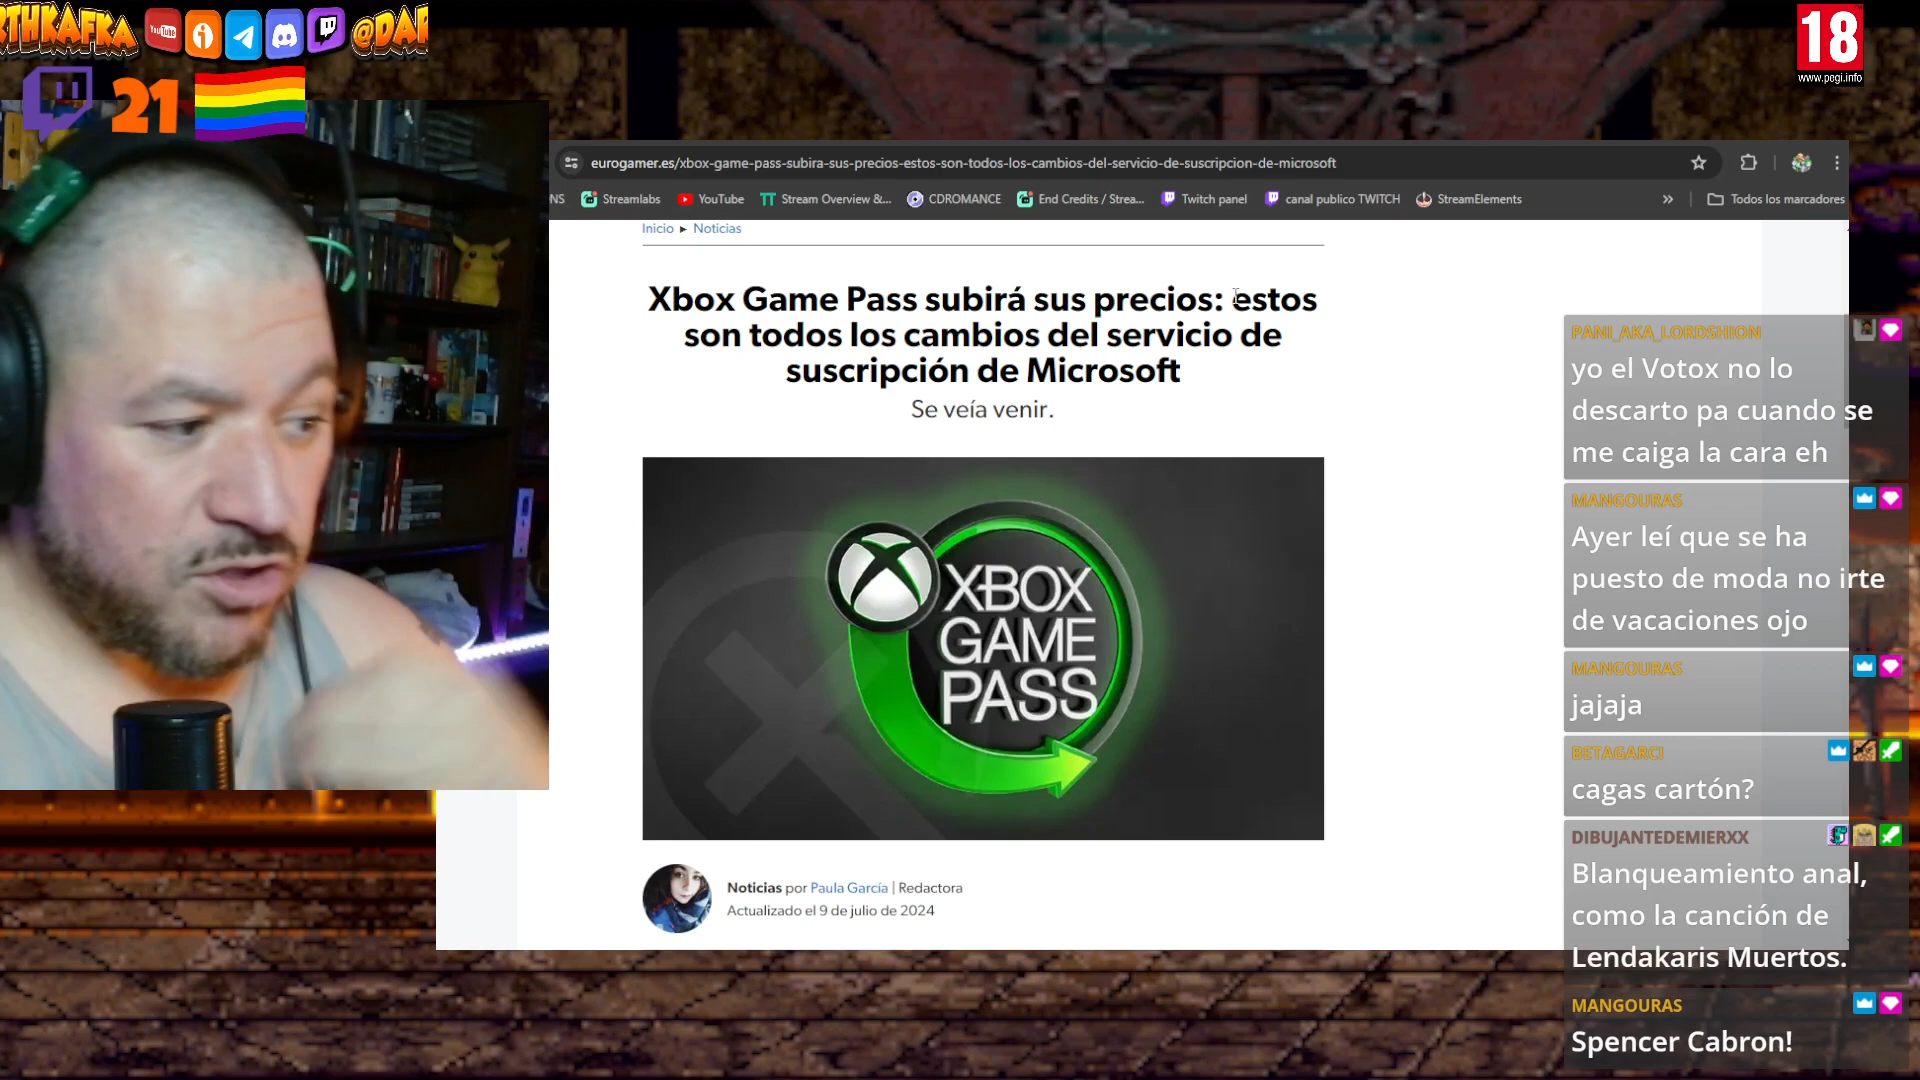 RTHKAFKA
YouTube
@DAR
21
18
www.pegi.info
eurogamer.es/xbox-game-pass-subira-sus-precios-estos-son-todos-los-cambios-del-servicio-de-suscripcion-de-microsoft
NS Streamlabs YouTube Stream Overview &... CDROMANCE End Credits / Strea... Twitch panel canal publico TWITCH StreamElements » Todos los marcadores
Inicio ▸ Noticias
Xbox Game Pass subirá sus precios: estos
son todos los cambios del servicio de
suscripción de Microsoft
Se veía venir.
XBOX
GAME
PASS
Noticias por Paula García | Redactora
Actualizado el 9 de julio de 2024
PANI_AKA_LORDSHION
yo el Votox no lo
descarto pa cuando se
me caiga la cara eh
MANGOURAS
Ayer leí que se ha
puesto de moda no irte
de vacaciones ojo
MANGOURAS
jajaja
BETAGARCI
cagas cartón?
DIBUJANTEDEMIERXX
Blanqueamiento anal,
como la canción de
Lendakaris Muertos.
MANGOURAS
Spencer Cabron!